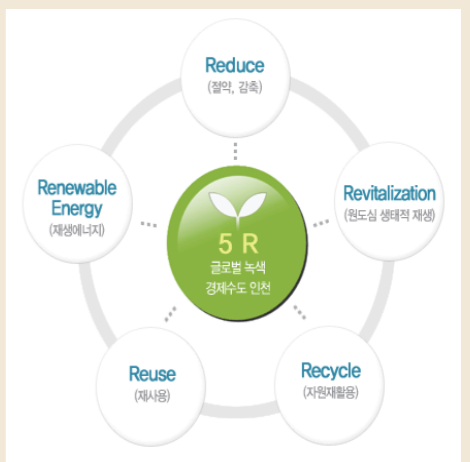 Reduce
(절약, 감축)
Renewable
Energy
(재생에너지)
Revitalization
(원도심 생태적 재생)
5 R
글로벌 녹색
경제수도 인천
Reuse
(재사용)
Recycle
(자원재활용)